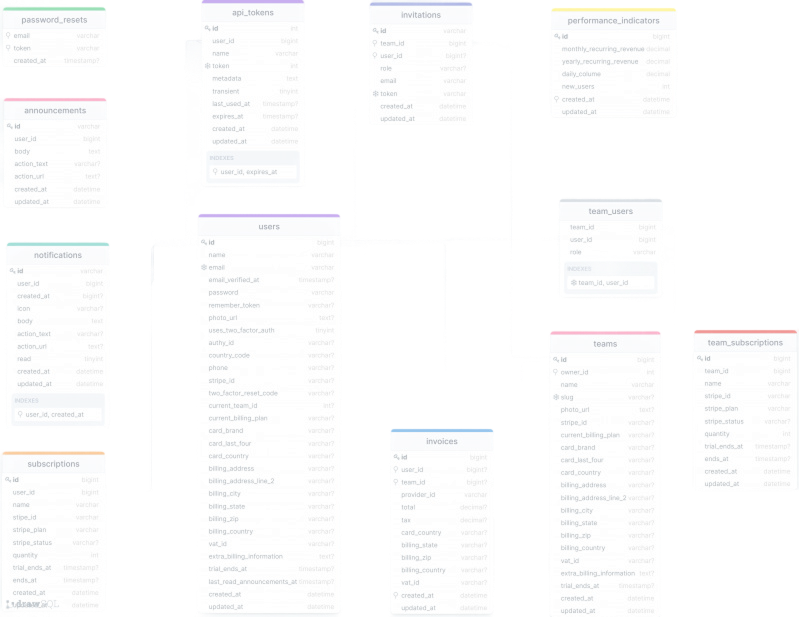 password_resets
email varchar
token varchar
created_at timestamp?
announcements
id varchar
user_id bigint
body text
action_text varchar?
action_url text?
created_at datetime
updated_at datetime
notifications
id varchar
user_id bigint
created_at bigint?
icon varchar?
body text
action_text varchar?
action_url text?
read tinyint
created_at datetime
updated_at datetime
INDEXES
user_id, created_at
subscriptions
id bigint
user_id bigint
name varchar
stipe_id varchar
stripe_plan varchar
stripe_status varchar?
quantity int
trial_ends_at timestamp?
ends_at timestamp?
created_at datetime
datetime
api_tokens
id int
user_id bigint
name varchar
token int
metadata text
transient tinyint
last_used_at timestamp?
expires_at timestamp?
created_at datetime
updated_at datetime
INDEXES
user_id, expires_at
users
id bigint
name varchar
email varchar
email_verified_at timestamp?
password varchar
remember_token varchar?
photo_url text?
uses_two_factor_auth tinyint
authy_id varchar?
country_code varchar?
phone varchar?
stripe_id varchar?
two_factor_reset_code varchar?
current_team_id int?
current_billing_plan varchar?
card_brand varchar?
card_last_four varchar?
card_country varchar?
billing_address varchar?
billing_address_line_2 varchar?
billing_city varchar?
billing_state varchar?
billing_zip varchar?
billing_country varchar?
vat_id varchar?
extra_billing_information text?
trial_ends_at timestamp?
last_read_announcements_at timestamp?
created_at datetime
updated_at datetime
invitations
id varchar
team_id bigint
user_id bigint?
role varchar?
email varchar
token varchar
created_at datetime
updated_at datetime
invoices
id bigint
user_id bigint?
team_id bigint?
provider_id varchar
total decimal?
tax decimal?
card_country varchar?
billing_state varchar?
billing_zip varchar?
billing_country varchar?
vat_id varchar?
created_at datetime
updated_at datetime
performance_indicators
id bigint
monthly_recurring_revenue decimal
yearly_recurring_revenue decimal
daily_volume decimal
new_users int
created_at datetime
updated_at datetime
team_users
team_id bigint
user_id bigint
role varchar
INDEXES
team_id, user_id
teams
id bigint
owner_id int
name varchar
slug varchar?
photo_url text?
stripe_id varchar?
current_billing_plan varchar?
card_brand varchar?
card_last_four varchar?
card_country varchar?
billing_address varchar?
billing_address_line_2 varchar?
billing_city varchar?
billing_state varchar?
billing_zip varchar?
billing_country varchar?
vat_id varchar?
extra_billing_information text?
trial_ends_at timestamp?
created_at datetime
updated_at datetime
team_subscriptions
id bigint
team_id bigint
name varchar
stripe_id varchar
stripe_plan varchar
stripe_status varchar?
quantity int
trial_ends_at timestamp?
ends_at timestamp?
created_at datetime
updated_at datetime